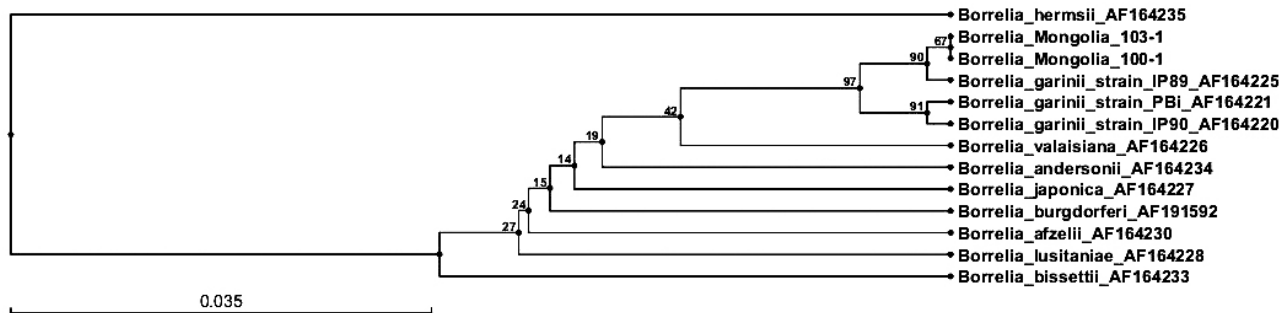 Borrelia_hermsii_AF164235
Borrelia_Mongolia_103-1
67
Borrelia_Mongolia_100-1
90
Borrelia_garinii_strain_IP89_AF164225
97
Borrelia_garinii_strain_PBi_AF164221
91
Borrelia_garinii_strain_IP90_AF164220
42
Borrelia_valaisiana_AF164226
19
Borrelia_andersonii_AF164234
14
Borrelia_japonica_AF164227
15
Borrelia_burgdorferi_AF191592
24
Borrelia_afzelii_AF164230
27
Borrelia_lusitaniae_AF164228
Borrelia_bissettii_AF164233
0.035